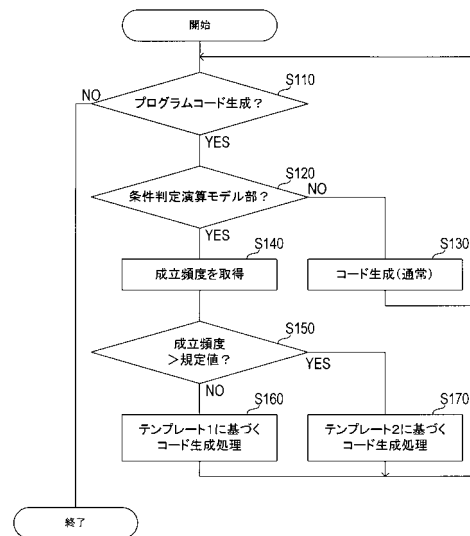 開始
S110
NO
プログラムコード生成？
YES
S120
条件判定演算モデル部？
NO
YES
S140
成立頻度を取得
S130
コード生成(通常)
S150
成立頻度
＞規定値？
YES
NO
S160
テンプレート1に基づく
コード生成処理
S170
テンプレート2に基づく
コード生成処理
終了